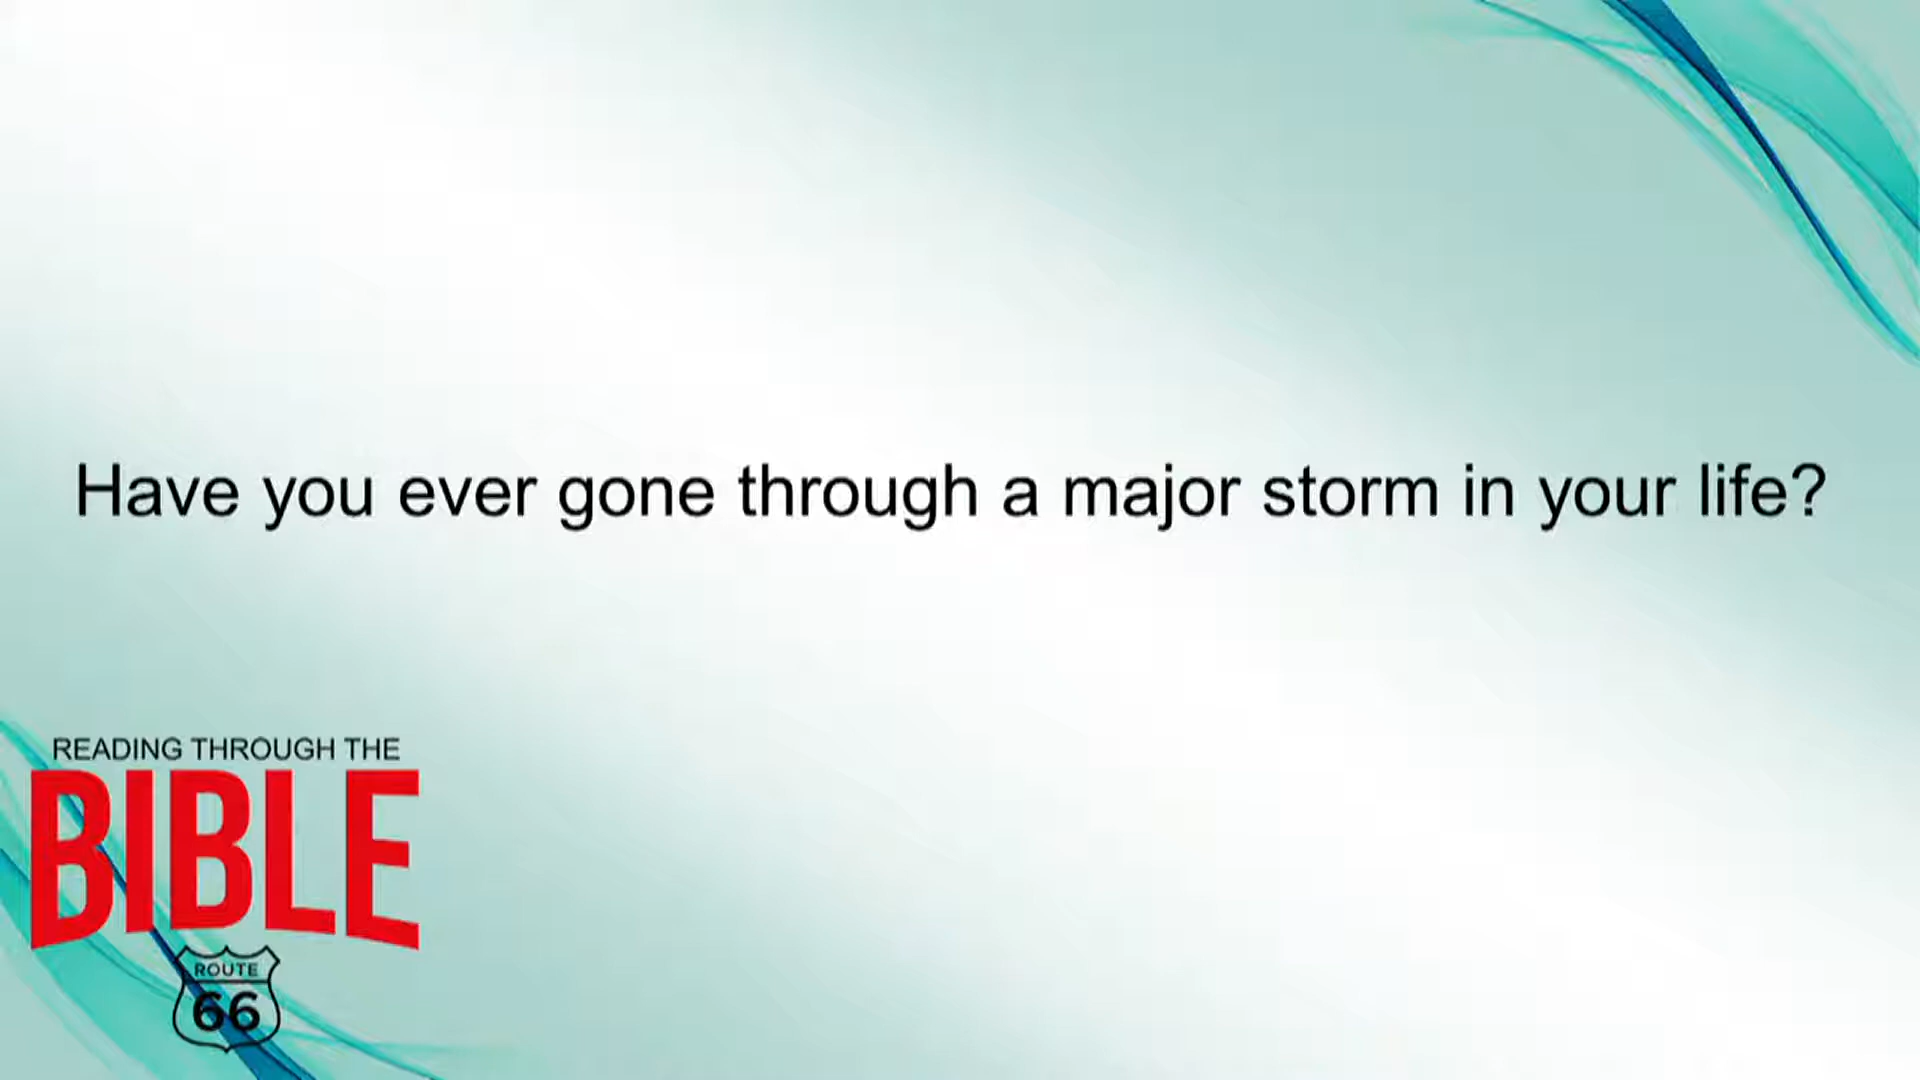 Have you ever gone through a major storm in your life?
READING THROUGH THE
BIBLE
ROUTE
66